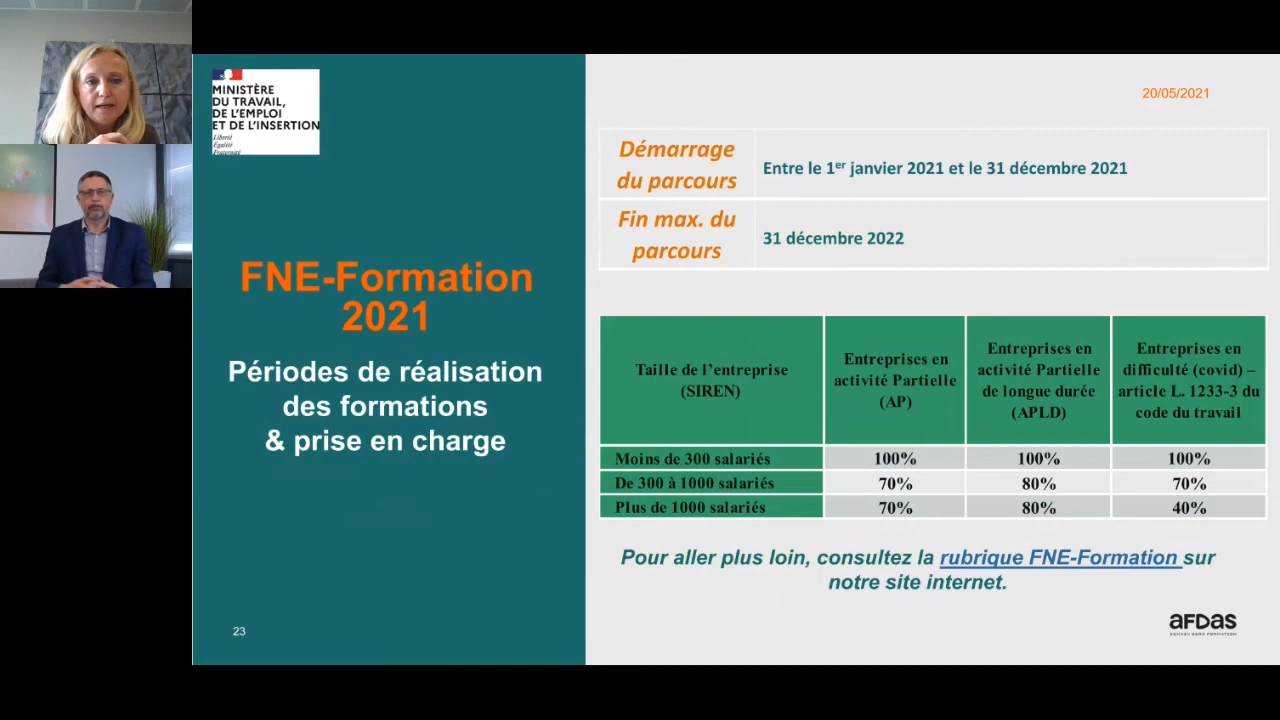 MINISTÈRE
DU TRAVAIL,
DE L'EMPLOI
ET DE L'INSERTION
Liberté
Égalité
Fraternité
FNE-Formation
2021
Périodes de réalisation
des formations
& prise en charge
23
20/05/2021
Démarrage
du parcours
Entre le 1er janvier 2021 et le 31 décembre 2021
Fin max. du
parcours
31 décembre 2022
Taille de l'entreprise
(SIREN)
Entreprises en
activité Partielle
(AP)
Entreprises en
activité Partielle
de longue durée
(APLD)
Entreprises en
difficulté (covid) –
article L. 1233-3 du
code du travail
Moins de 300 salariés 100% 100% 100%
De 300 à 1000 salariés 70% 80% 70%
Plus de 1000 salariés 70% 80% 40%
Pour aller plus loin, consultez la rubrique FNE-Formation sur
notre site internet.
afdas